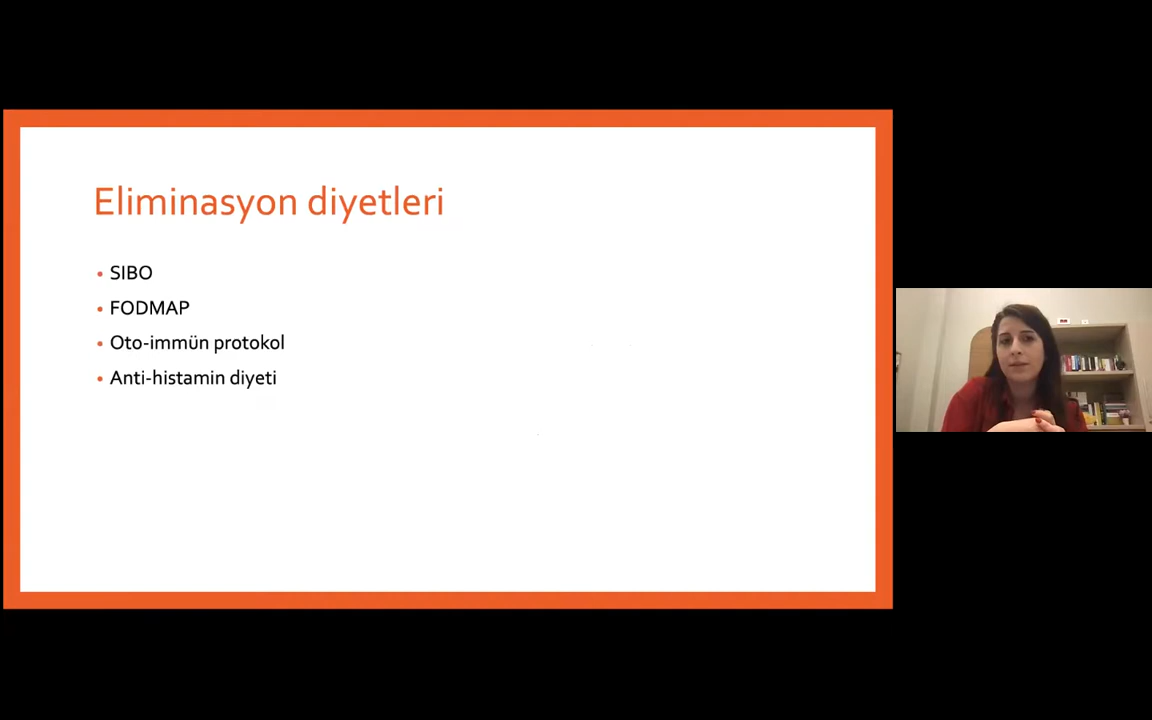 Eliminasyon diyetleri
• SIBO
• FODMAP
• Oto-immün protokol
• Anti-histamin diyeti